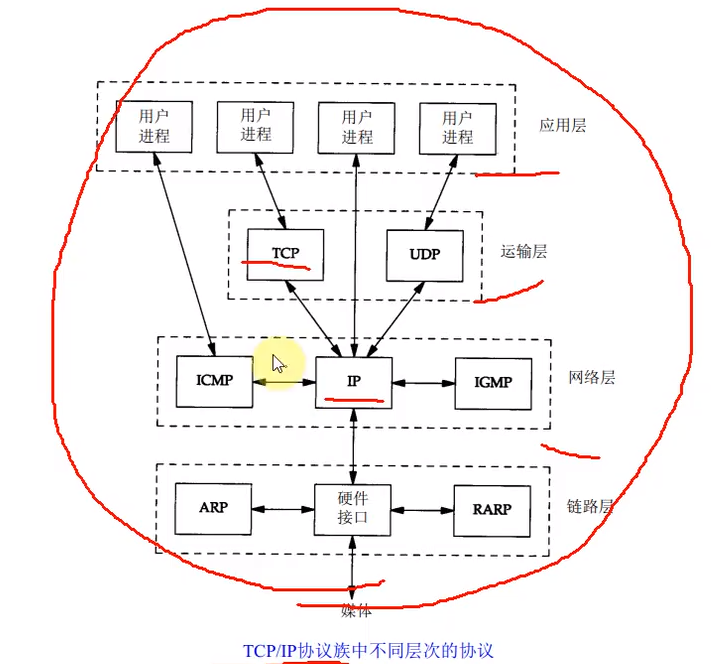 用户 用户 用户 用户
进程 进程 进程 进程
应用层
TCP UDP 运输层
ICMP IP IGMP 网络层
ARP 硬件 RARP 链路层
接口
媒体
TCP/IP协议族中不同层次的协议